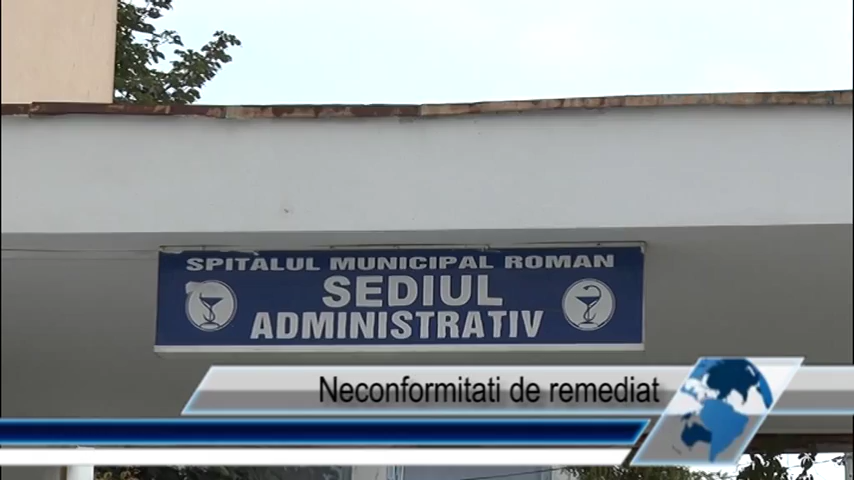 SPITALUL MUNICIPAL ROMAN
SEDIUL
ADMINISTRATIV
Neconformitati de remediat